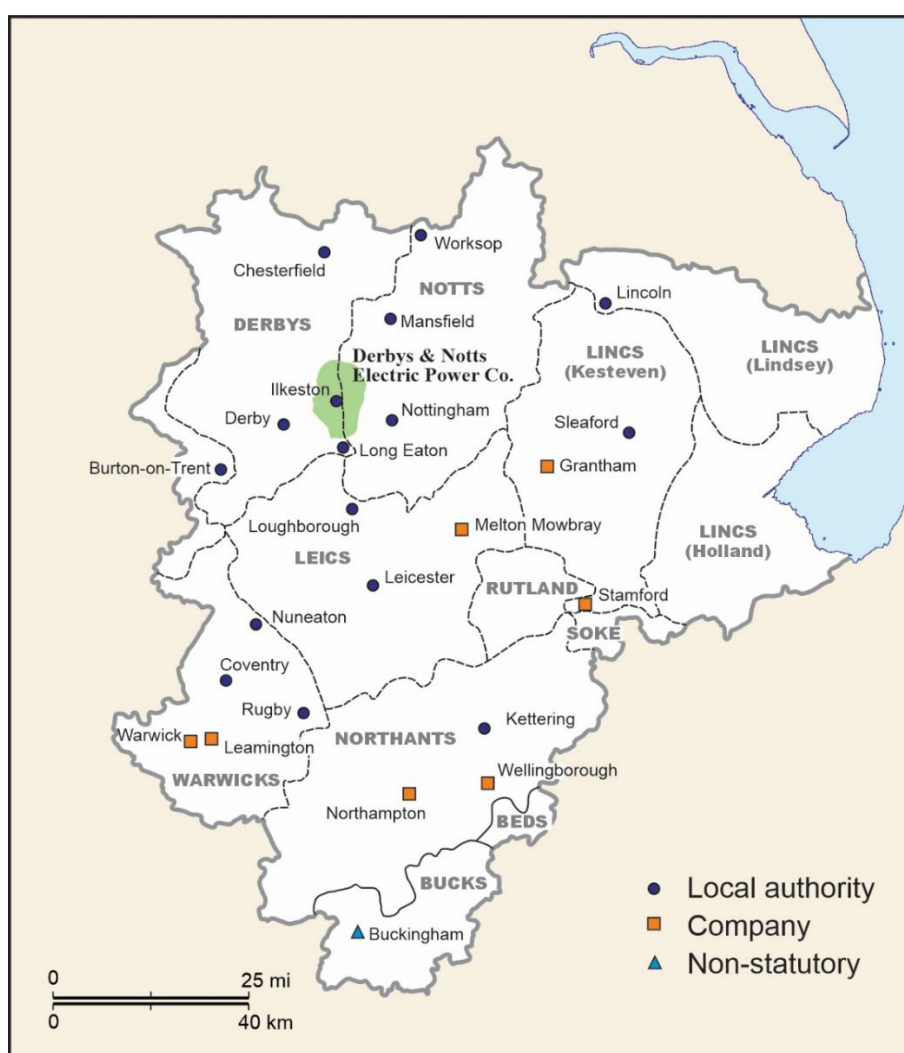 Worksop
Chesterfield
NOTTS
Lincoln
DERBYS
Mansfield
LINCS
(Kesteven)
LINCS
(Lindsey)
Derbys & Notts
Electric Power Co.
Ilkeston
Nottingham
Derby
Sleaford
Long Eaton
Burton-on-Trent
Grantham
Loughborough
Melton Mowbray
LINCS
(Holland)
LEICS
Leicester
RUTLAND
Stamford
Nuneaton
SOKE
Coventry
Rugby
Kettering
Warwick
Leamington
NORTHANTS
WARWICKS
Wellingborough
Northampton
BEDS
BUCKS
Buckingham
Local authority
Company
Non-statutory
0 25 mi
0 40 km